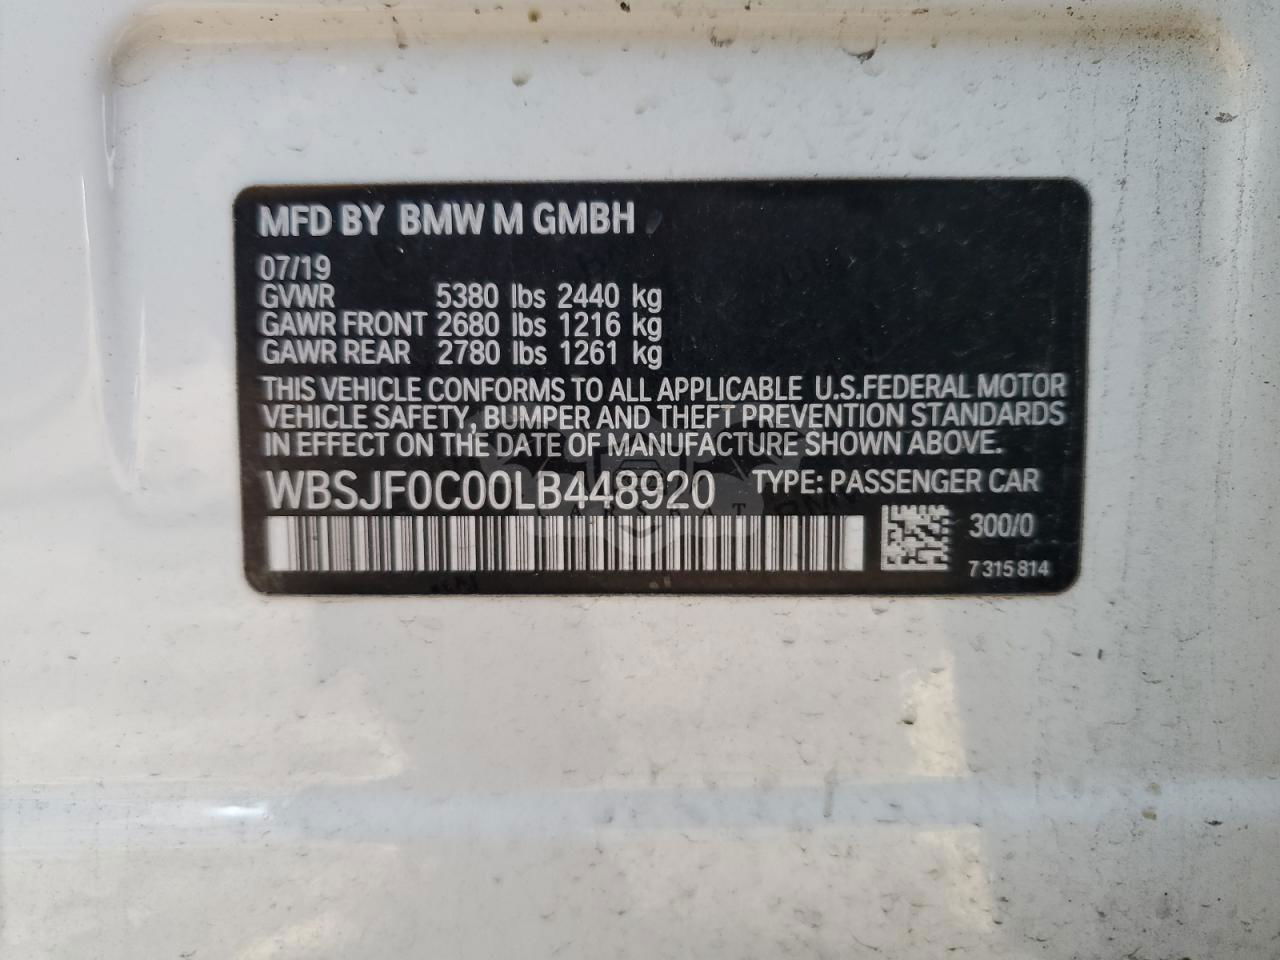 MFD BY BMW M GMBH
07/19
GVWR 5380 lbs 2440 kg
GAWR FRONT 2680 lbs 1216 kg
GAWR REAR 2780 lbs 1261 kg
THIS VEHICLE CONFORMS TO ALL APPLICABLE U.S.FEDERAL MOTOR
VEHICLE SAFETY, BUMPER AND THEFT PREVENTION STANDARDS
IN EFFECT ON THE DATE OF MANUFACTURE SHOWN ABOVE.
WBSJF0C00LB448920 TYPE: PASSENGER CAR
300/0
7 315 814